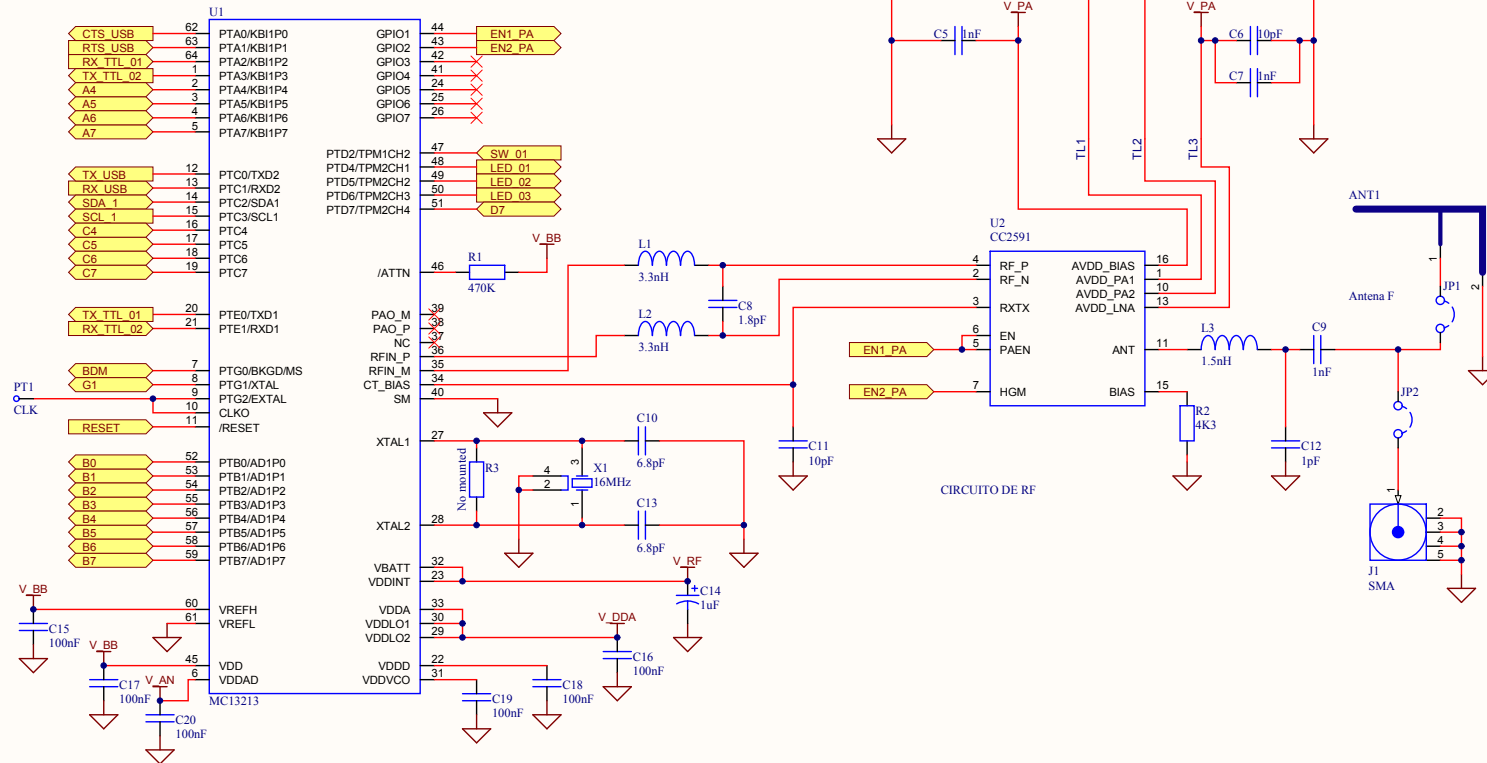 U1
62 PTA0/KBI1P0 CTS_USB
63 PTA1/KBI1P1 RTS_USB
64 PTA2/KBI1P2 RX_TTL_01
1 PTA3/KBI1P3 TX_TTL_02
2 PTA4/KBI1P4 A4
3 PTA5/KBI1P5 A5
4 PTA6/KBI1P6 A6
5 PTA7/KBI1P7 A7
12 PTC0/TXD2 TX_USB
13 PTC1/RXD2 RX_USB
14 PTC2/SDA1 SDA_1
15 PTC3/SCL1 SCL_1
16 PTC4 C4
17 PTC5 C5
18 PTC6 C6
19 PTC7 C7
20 PTE0/TXD1 TX_TTL_01
21 PTE1/RXD1 RX_TTL_02
7 PTG0/BKGD/MS BDM
8 PTG1/XTAL G1
9 PTG2/EXTAL
10 CLKO
11 /RESET RESET
PT1
CLK
52 PTB0/AD1P0 B0
53 PTB1/AD1P1 B1
54 PTB2/AD1P2 B2
55 PTB3/AD1P3 B3
56 PTB4/AD1P4 B4
57 PTB5/AD1P5 B5
58 PTB6/AD1P6 B6
59 PTB7/AD1P7 B7
V_BB
60 VREFH
61 VREFL
C15
100nF
V_BB
45 VDD
6 VDDAD
C17
100nF
V_AN
C20
100nF
MC13213
GPIO1 44 EN1_PA
GPIO2 43 EN2_PA
GPIO3 42
GPIO4 41
GPIO5 24
GPIO6 25
GPIO7 26
PTD2/TPM1CH2 47 SW_01
PTD4/TPM2CH1 48 LED_01
PTD5/TPM2CH2 49 LED_02
PTD6/TPM2CH3 50 LED_03
PTD7/TPM2CH4 51 D7
/ATTN 46
R1
470K
V_BB
PAO_M 39
PAO_P 38
NC 37
RFIN_P 36
RFIN_M 35
CT_BIAS 34
SM 40
XTAL1 27
XTAL2 28
R3
No mounted
X1
16MHz
4
2
3
1
C10
6.8pF
C13
6.8pF
VBATT 32
VDDINT 23
V_RF
C14
+
1uF
VDDA 33
VDDLO1 30
VDDLO2 29
V_DDA
C16
100nF
VDDD 22
VDDVCO 31
C18
100nF
C19
100nF
L1
3.3nH
L2
3.3nH
C8
1.8pF
C11
10pF
V_PA
C5 1nF
V_PA
C6 10pF
C7 1nF
TL1
TL2
TL3
U2
CC2591
4 RF_P
2 RF_N
3 RXTX
6 EN
5 PAEN
7 HGM
EN1_PA
EN2_PA
AVDD_BIAS 16
AVDD_PA1 1
AVDD_PA2 10
AVDD_LNA 13
ANT 11
BIAS 15
R2
4K3
L3
1.5nH
C9
1nF
C12
1pF
CIRCUITO DE RF
ANT1
1
2
Antena F
JP1
JP2
1
2
3
4
5
J1
SMA